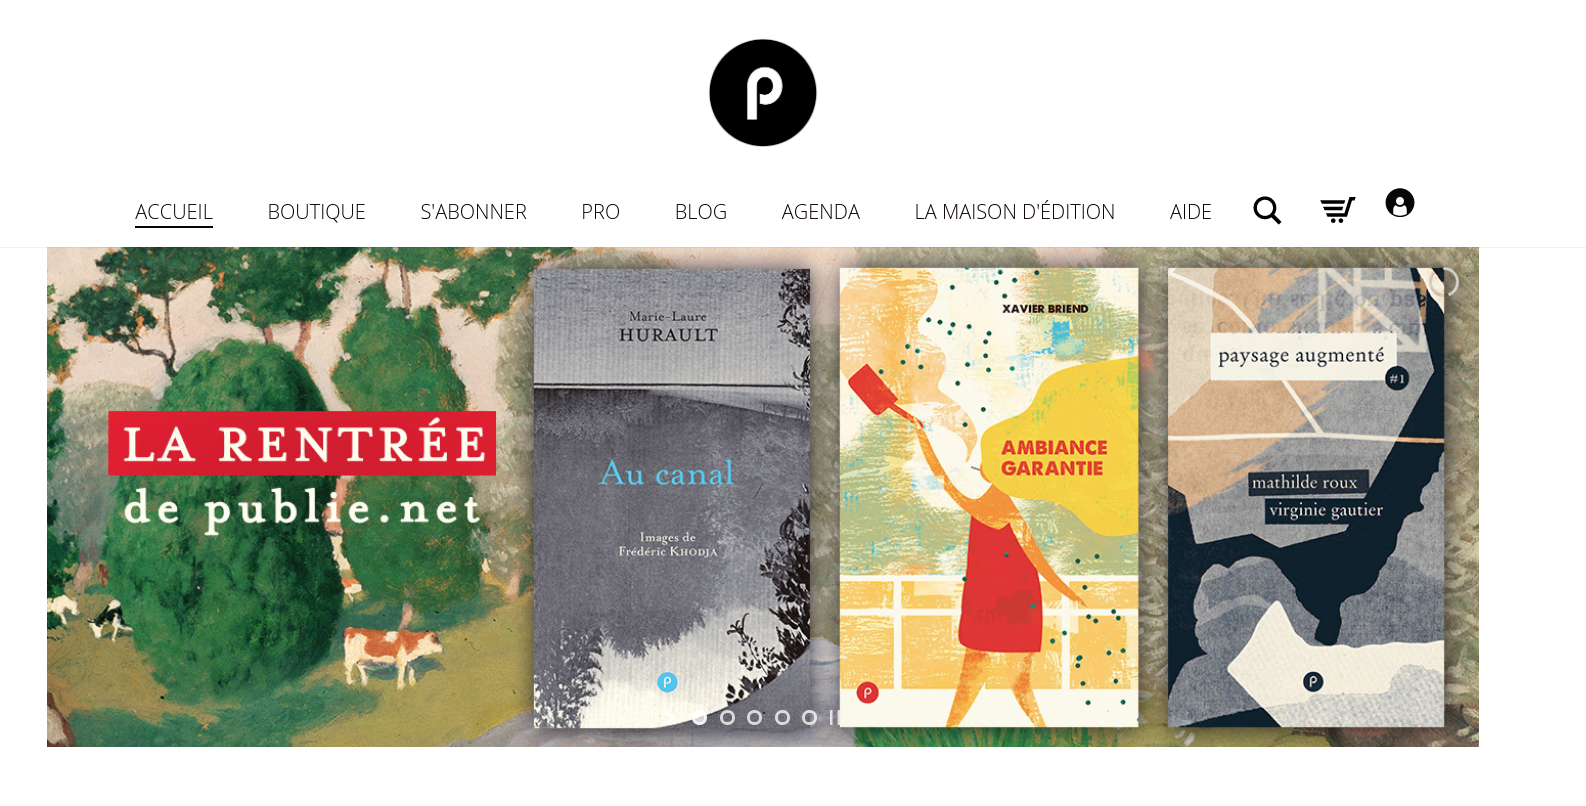 ACCUEIL BOUTIQUE S'ABONNER PRO BLOG AGENDA LA MAISON D'ÉDITION AIDE
LA RENTRÉE
de publie.net
Marie-Laure
HURAULT
Au canal
Images de
Frédéric KHODJA
XAVIER BRIEND
AMBIANCE
GARANTIE
paysage augmenté
#1
mathilde roux
virginie gautier